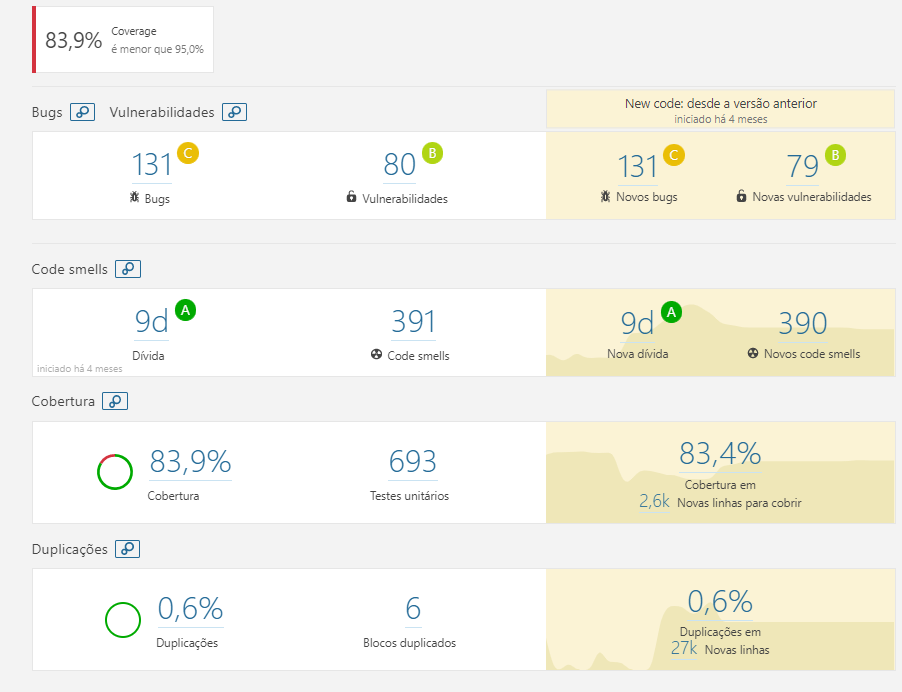 83,9%
Coverage
é menor que 95,0%
Bugs
Vulnerabilidades
New code: desde a versão anterior
iniciado há 4 meses
131 C
Bugs
80 B
Vulnerabilidades
131 C
Novos bugs
79 B
Novas vulnerabilidades
Code smells
9d A
Dívida
391
Code smells
iniciado há 4 meses
9d A
Nova dívida
390
Novos code smells
Cobertura
83,9%
Cobertura
693
Testes unitários
83,4%
Cobertura em
2,6k Novas linhas para cobrir
Duplicações
0,6%
Duplicações
6
Blocos duplicados
0,6%
Duplicações em
27k Novas linhas